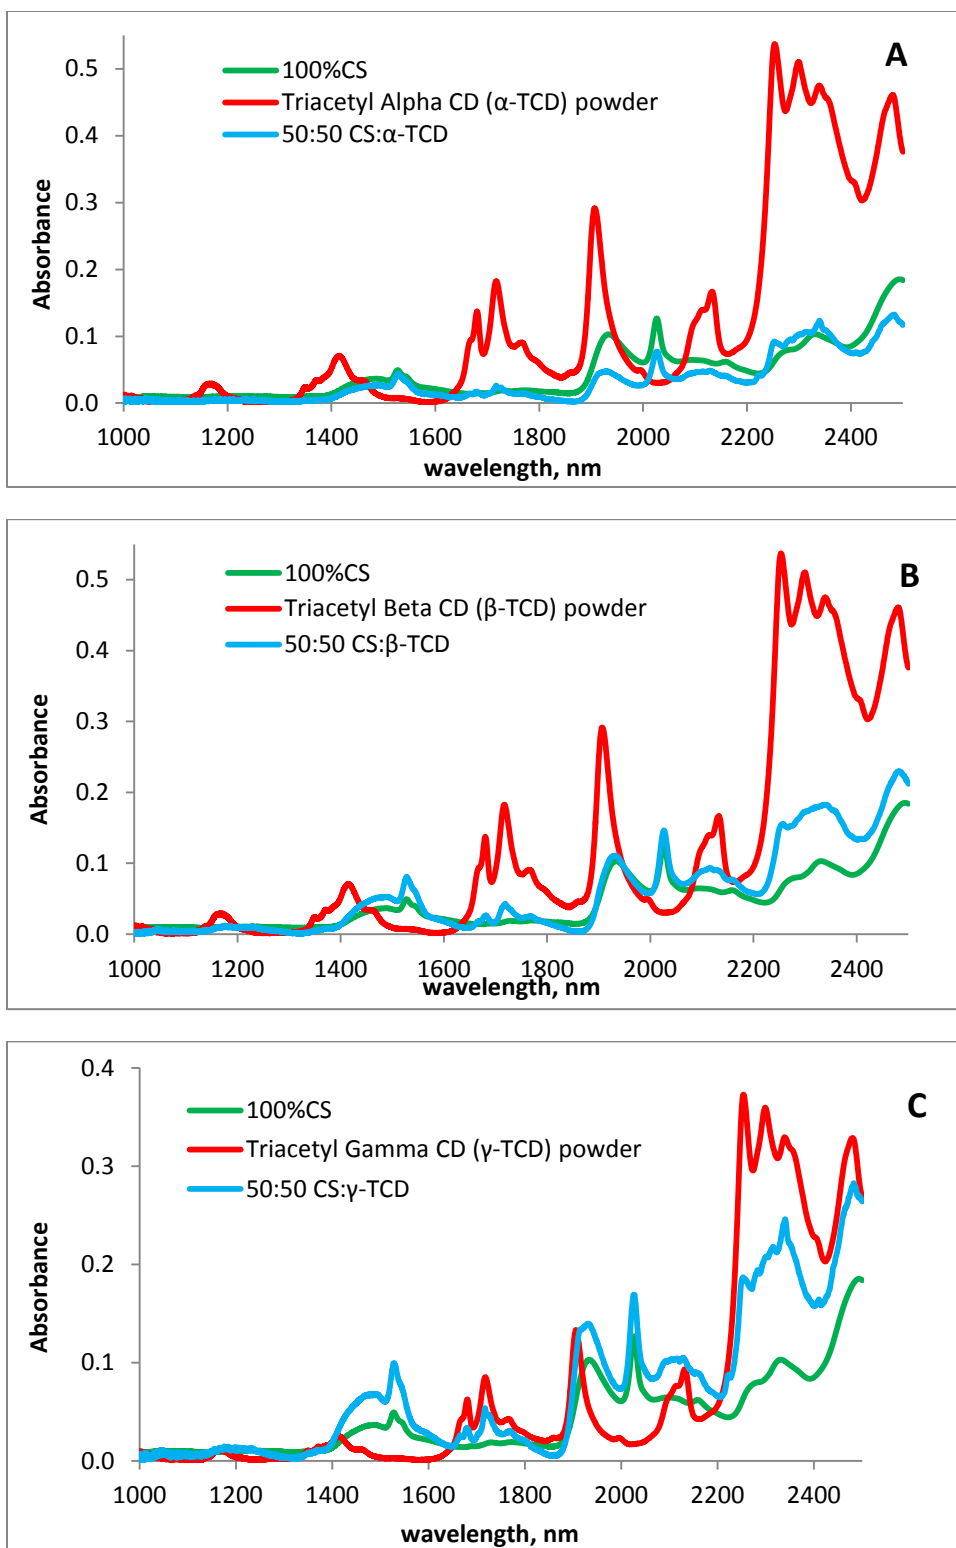 A
100%CS
Triacetyl Alpha CD (α-TCD) powder
50:50 CS:α-TCD
Absorbance
0.5
0.4
0.3
0.2
0.1
0.0
1000 1200 1400 1600 1800 2000 2200 2400
wavelength, nm
B
100%CS
Triacetyl Beta CD (β-TCD) powder
50:50 CS:β-TCD
Absorbance
0.5
0.4
0.3
0.2
0.1
0.0
1000 1200 1400 1600 1800 2000 2200 2400
wavelength, nm
C
100%CS
Triacetyl Gamma CD (γ-TCD) powder
50:50 CS:γ-TCD
Absorbance
0.4
0.3
0.2
0.1
0.0
1000 1200 1400 1600 1800 2000 2200 2400
wavelength, nm